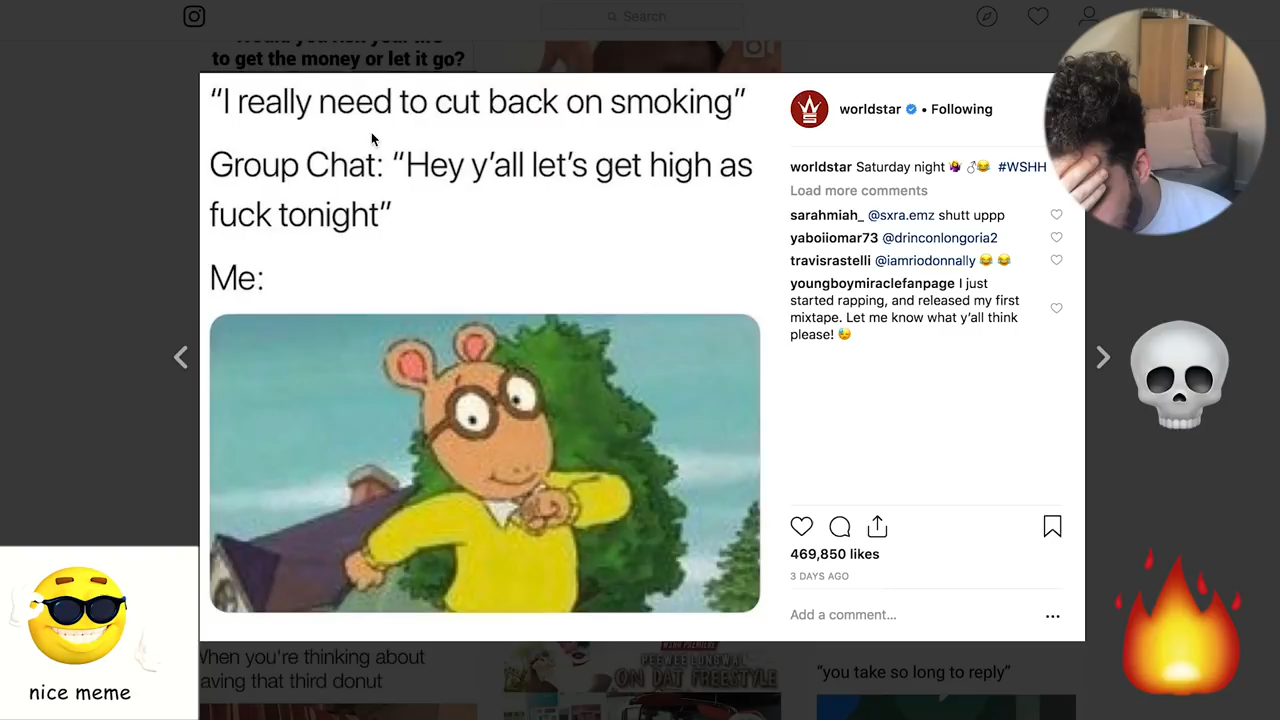 Search
to get the money or let it go?
“I really need to cut back on smoking”
Group Chat: “Hey y’all let’s get high as
fuck tonight”
Me:
worldstar • Following
worldstar Saturday night 🤷‍♀️ ♂😂 #WSHH
Load more comments
sarahmiah_ @sxra.emz shutt uppp
yaboiiomar73 @drinconlongoria2
travisrastelli @iamriodonnally 😂 😂
youngboymiraclefanpage I just
started rapping, and released my first
mixtape. Let me know what y’all think
please! 😓
469,850 likes
3 DAYS AGO
Add a comment...
nice meme
When you're thinking about
aving that third donut
PEEWEE LONGWAY
ON DAT FREESTYLE
“you take so long to reply”